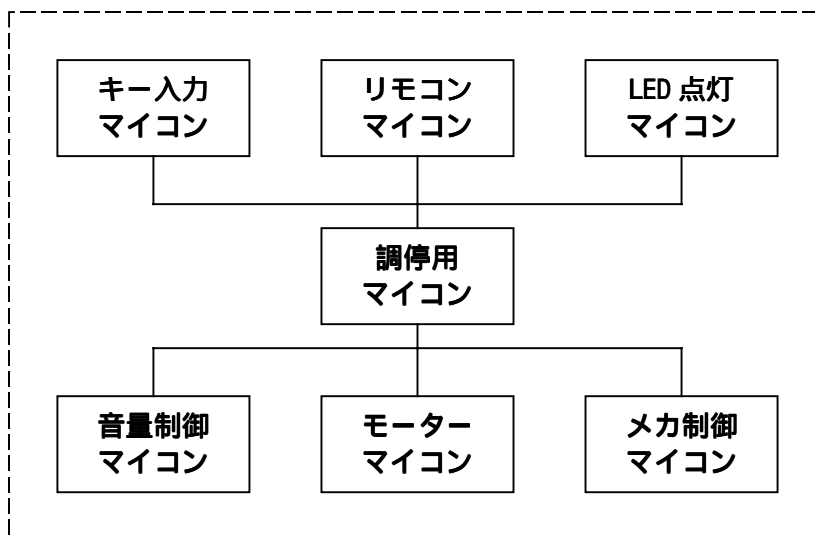 キー入力
マイコン
リモコン
マイコン
LED 点灯
マイコン
調停用
マイコン
音量制御
マイコン
モーター
マイコン
メカ制御
マイコン